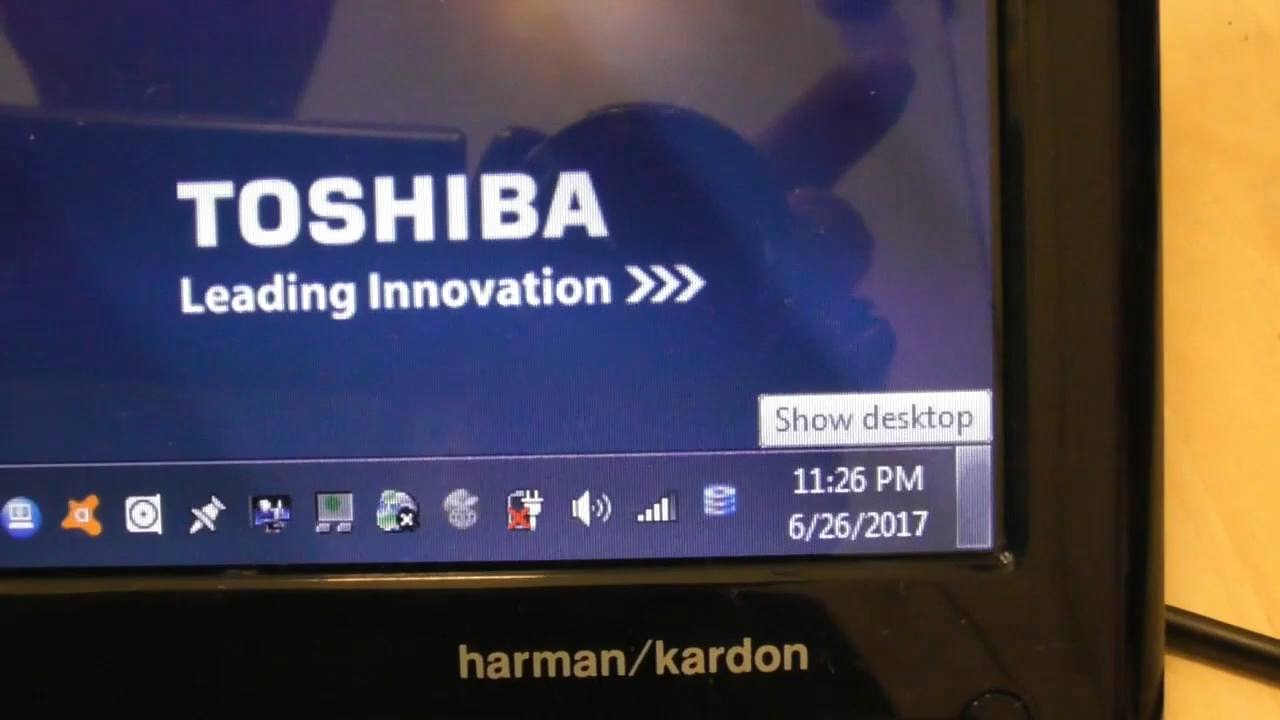 TOSHIBA
Leading Innovation >>>
Show desktop
11:26 PM
6/26/2017
harman/kardon